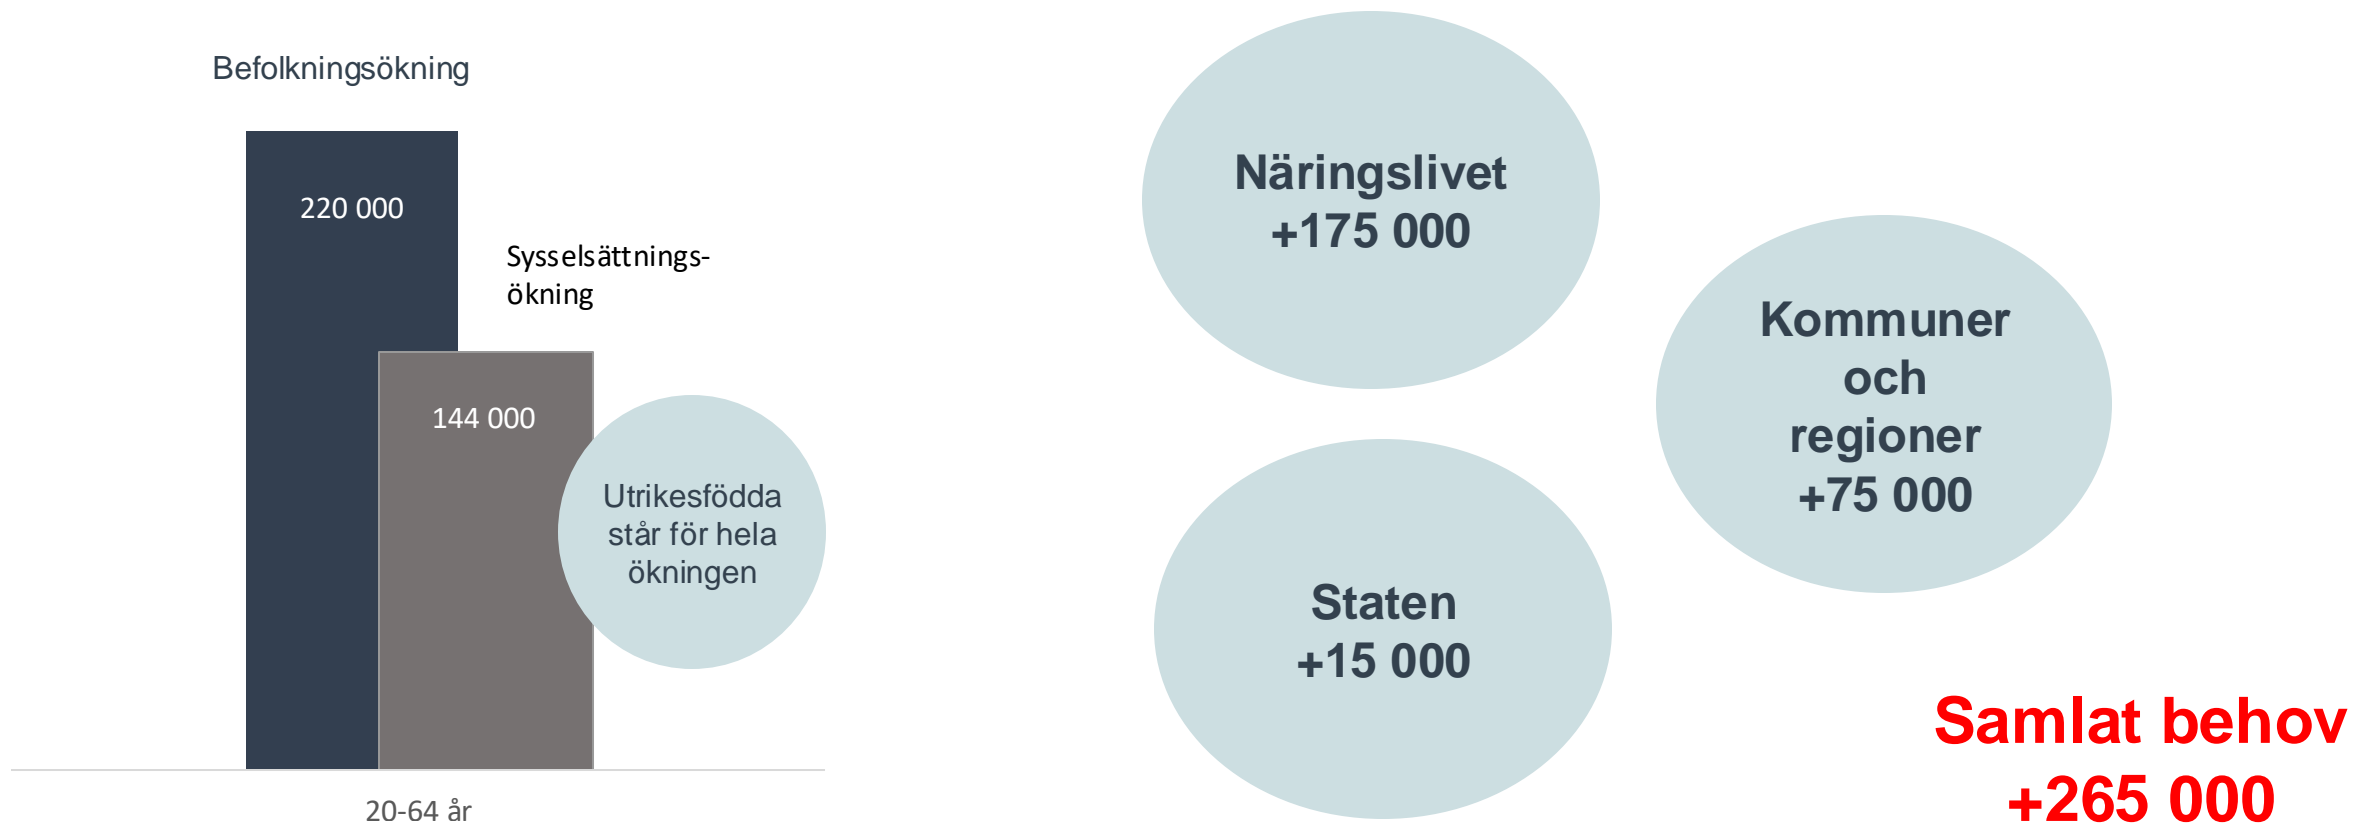 Befolkningsökning
220 000
Sysselsättnings-
ökning
144 000
Utrikesfödda
står för hela
ökningen
20-64 år
Näringslivet
+175 000
Kommuner
och
regioner
+75 000
Staten
+15 000
Samlat behov
+265 000